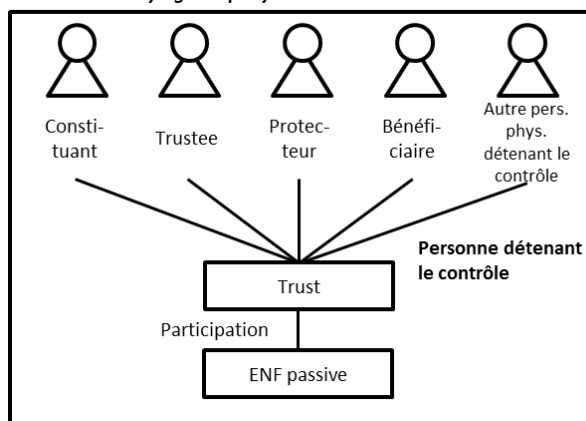 Consti-
tuant
Trustee
Protec-
teur
Bénéfi-
ciaire
Autre pers.
phys.
détenant le
contrôle
Personne détenant
le contrôle
Trust
Participation
ENF passive